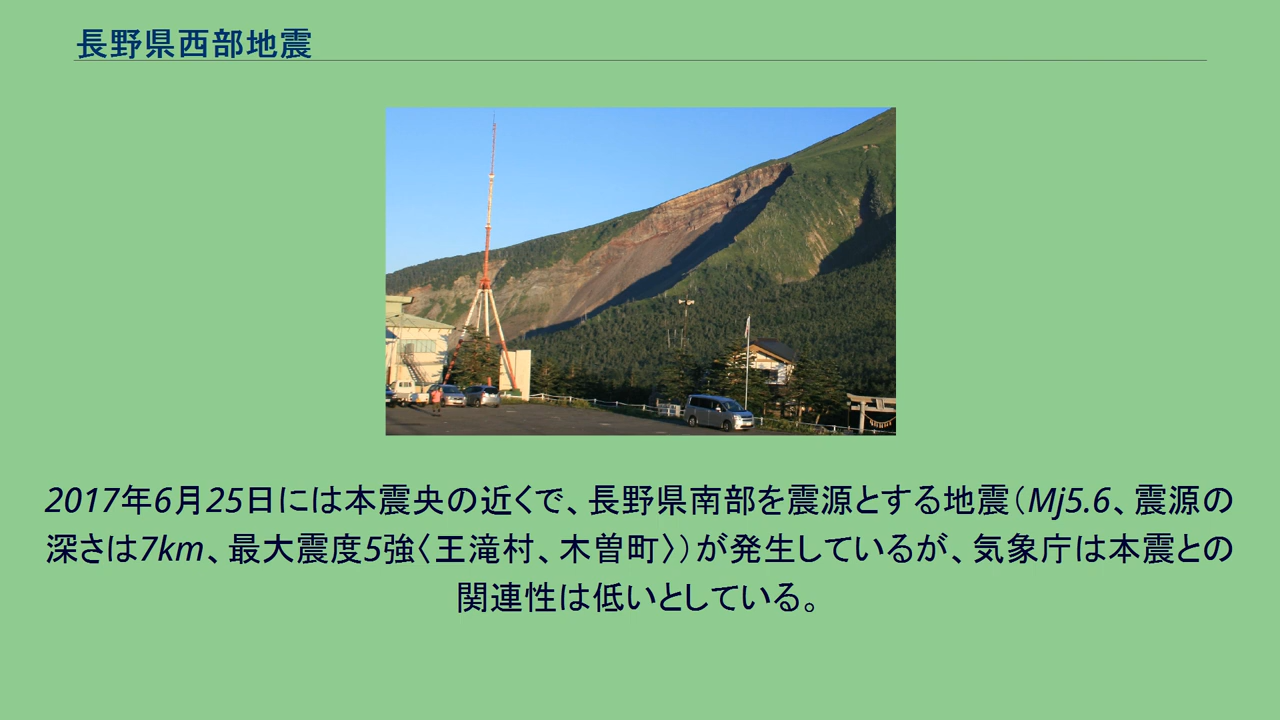 長野県西部地震
2017年6月25日には本震央の近くで、長野県南部を震源とする地震（Mj5.6、震源の
深さは7km、最大震度5強〈王滝村、木曽町〉）が発生しているが、気象庁は本震との
関連性は低いとしている。